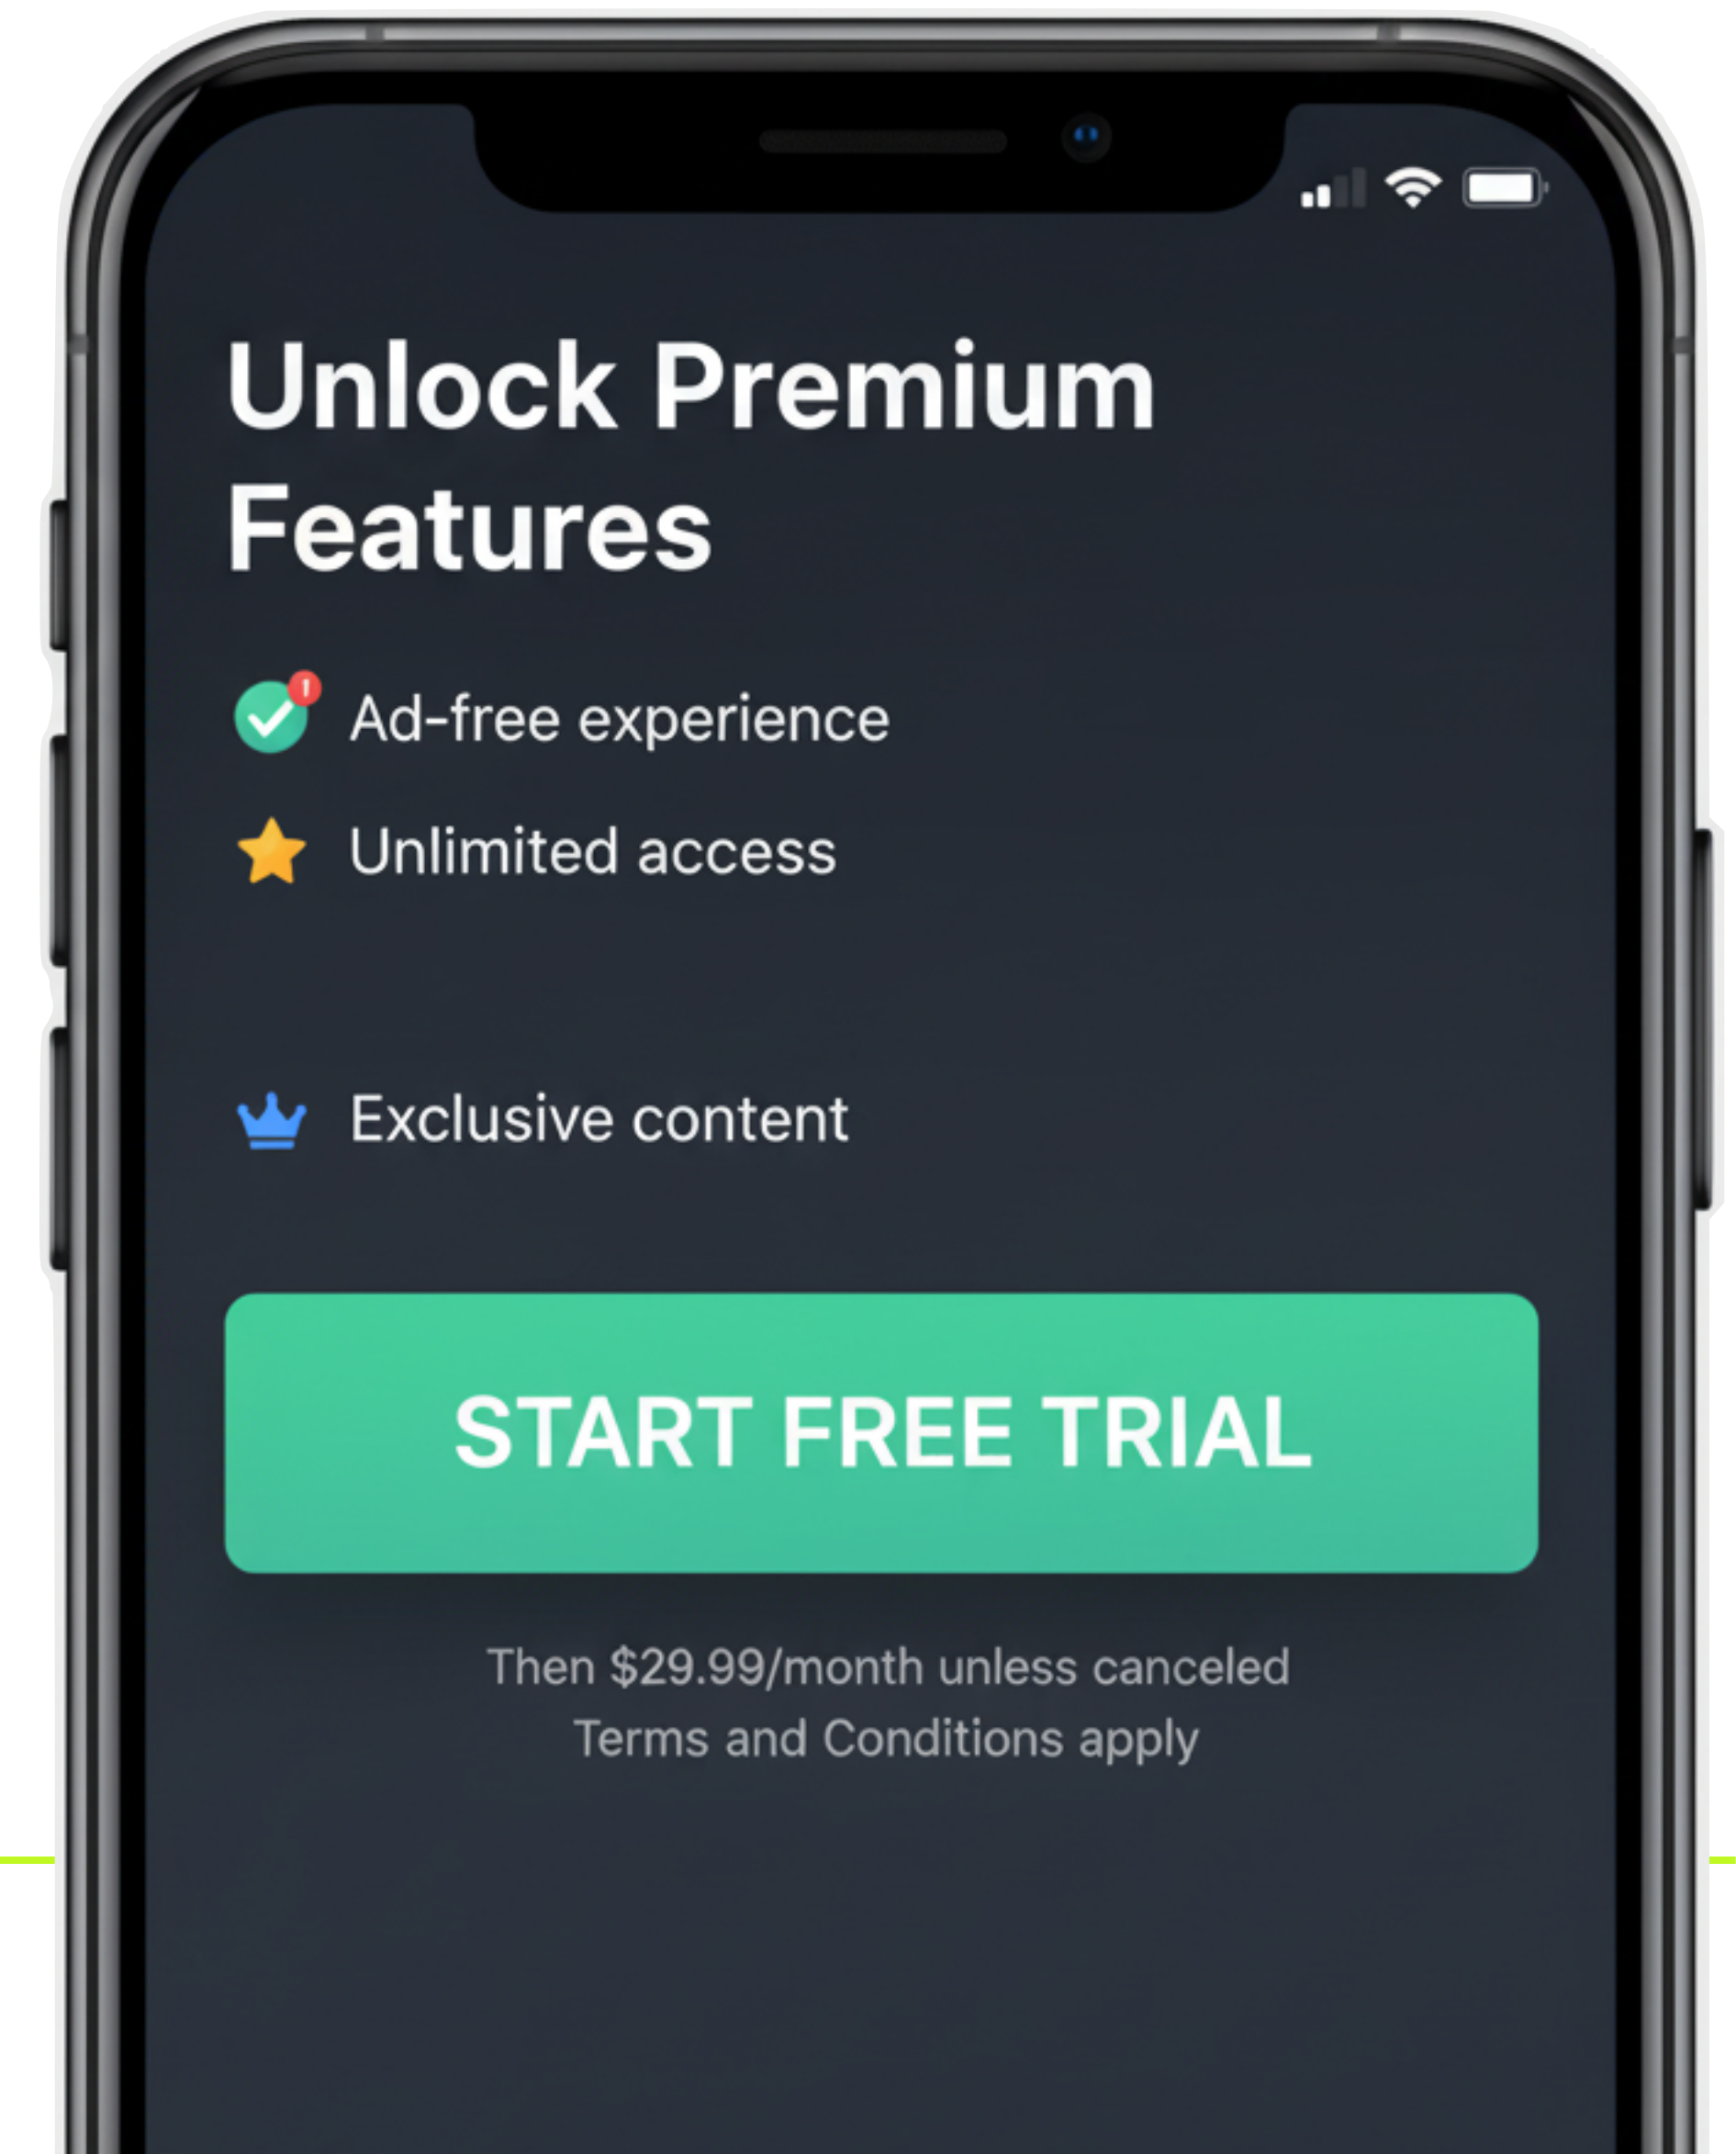 Unlock Premium
Features
Ad-free experience
Unlimited access
Exclusive content
START FREE TRIAL
Then $29.99/month unless canceled
Terms and Conditions apply